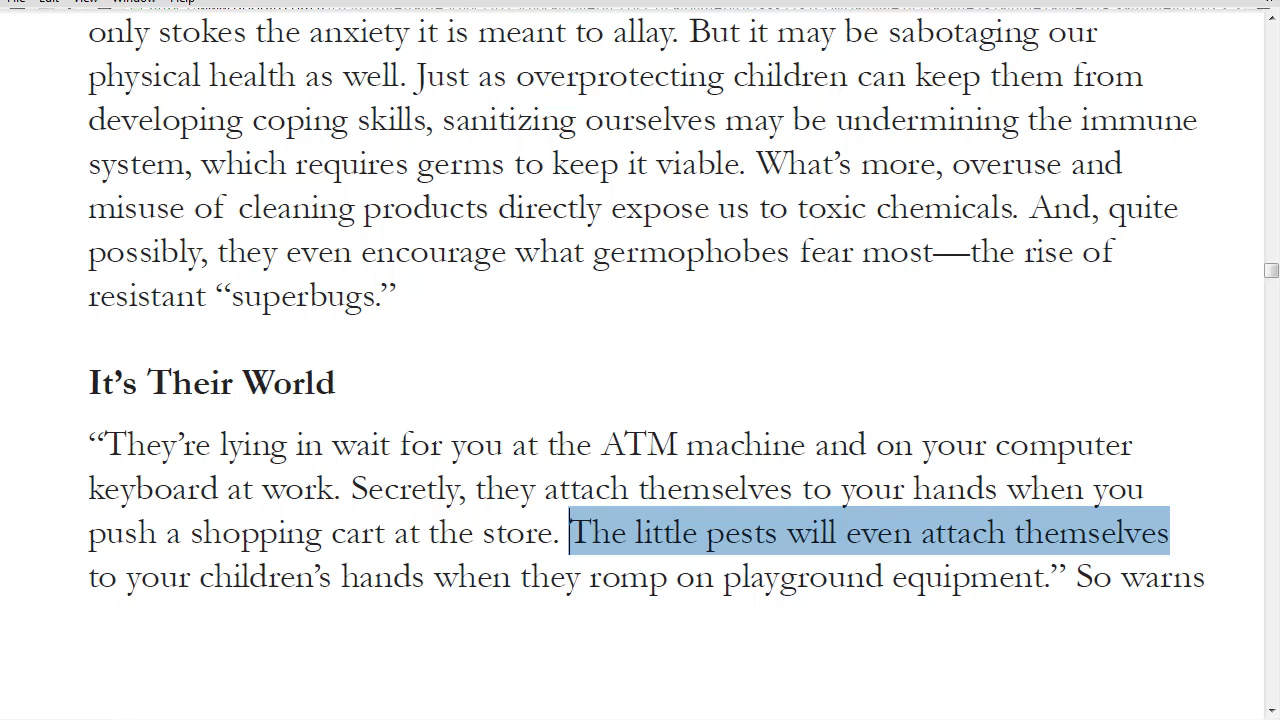 only stokes the anxiety it is meant to allay. But it may be sabotaging our
physical health as well. Just as overprotecting children can keep them from
developing coping skills, sanitizing ourselves may be undermining the immune
system, which requires germs to keep it viable. What’s more, overuse and
misuse of cleaning products directly expose us to toxic chemicals. And, quite
possibly, they even encourage what germophobes fear most—the rise of
resistant “superbugs.”
It’s Their World
“They’re lying in wait for you at the ATM machine and on your computer
keyboard at work. Secretly, they attach themselves to your hands when you
push a shopping cart at the store. The little pests will even attach themselves
to your children’s hands when they romp on playground equipment.” So warns